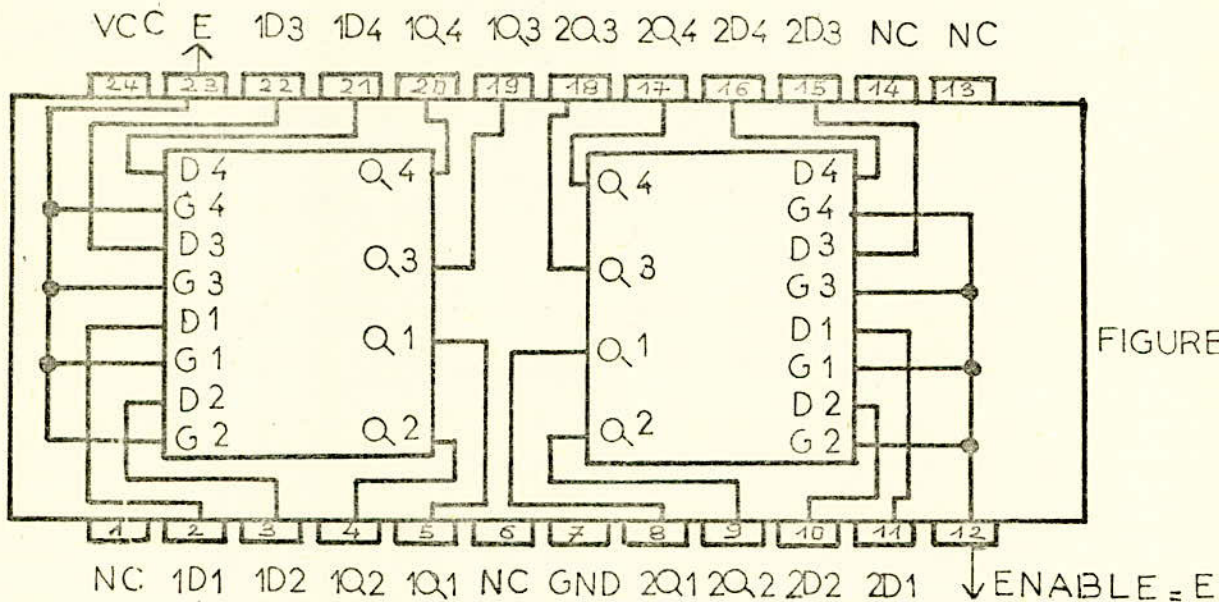 VCC E 1D3 1D4 1Q4 1Q3 2Q3 2Q4 2D4 2D3 NC NC
24 23 22 21 20 19 18 17 16 15 14 13
D4 Q4 Q4 D4
G4 G4
D3 Q3 Q3 D3
G3 G3
D1 Q1 Q1 D1
G1 G1
D2 Q2 Q2 D2
G2 G2
FIGURE
1 2 3 4 5 6 7 8 9 10 11 12
NC 1D1 1D2 1Q2 1Q1 NC GND 2Q1 2Q2 2D2 2D1 ENABLE = E